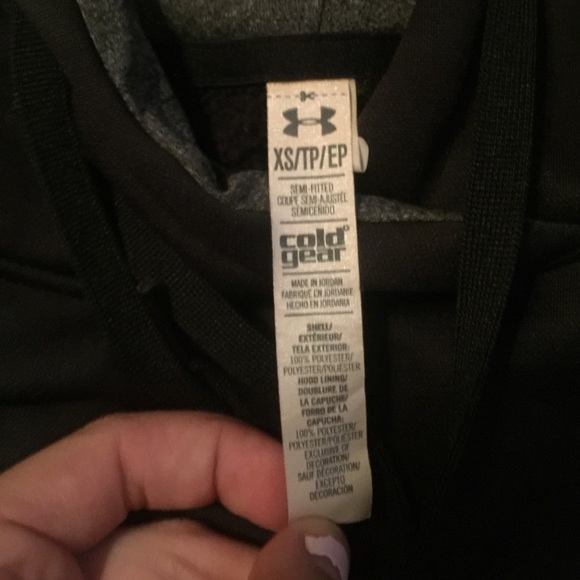 XS/TP/EP
SEMI-FITTED
COUPE SEMI-AJUSTÉE
SEMICEÑIDO
cold
gear
MADE IN JORDAN
FABRIQUÉ EN JORDANIE
HECHO EN JORDANIA
SHELL/
EXTÉRIEUR/
TELA EXTERIOR:
100% POLYESTER/
POLYESTER/POLIÉSTER
HOOD LINING/
DOUBLURE DE
LA CAPUCHE/
FORRO DE LA
CAPUCHA:
100% POLYESTER/
POLYESTER/POLIÉSTER
EXCLUSIVE OF
DECORATION/
SAUF DÉCORATION/
EXCEPTO
DECORACIÓN